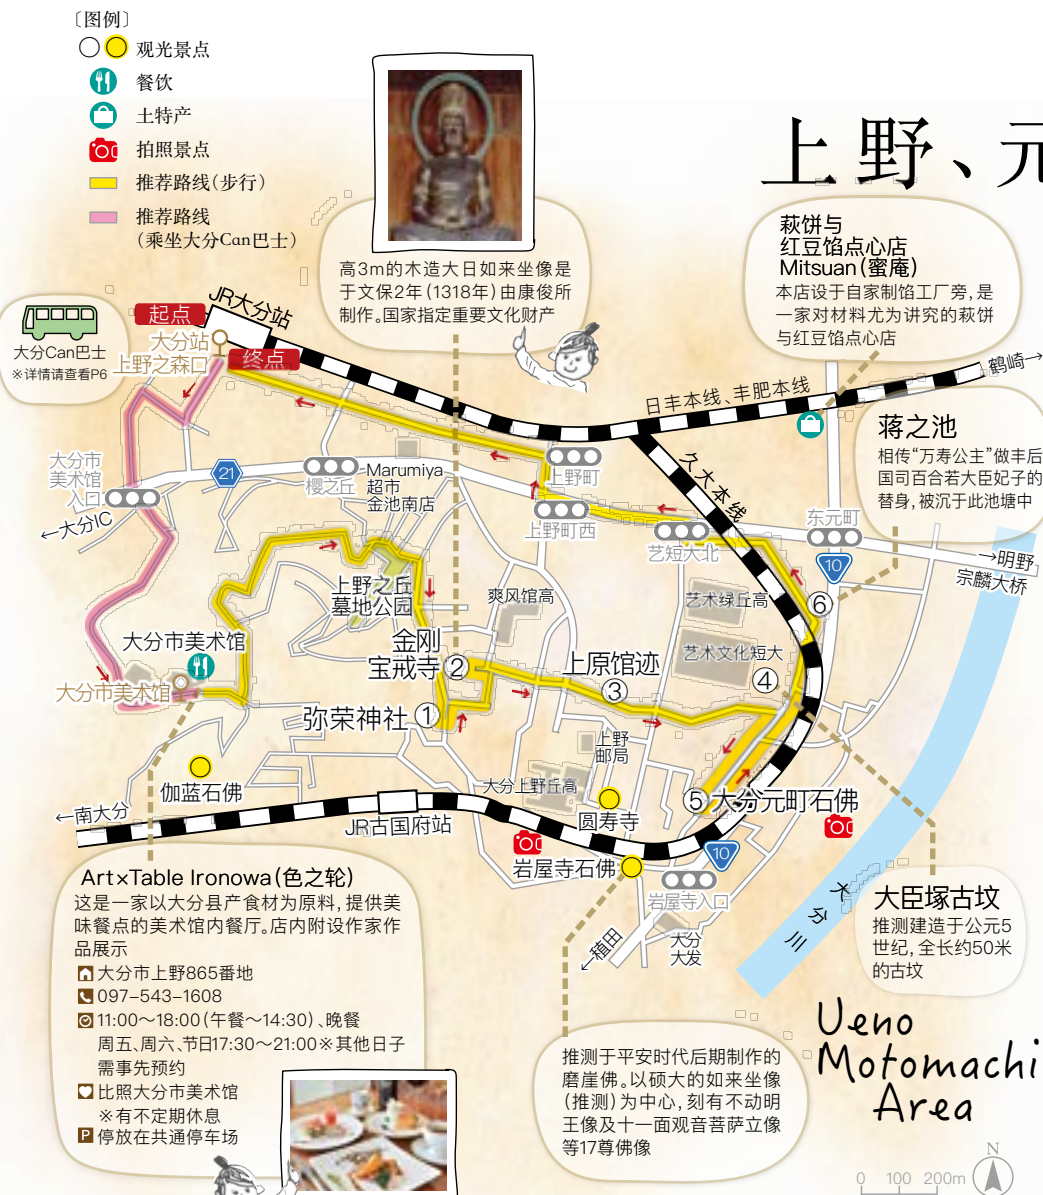 〔图例〕
观光景点
餐饮
土特产
拍照景点
推荐路线(步行)
推荐路线
(乘坐大分Can巴士)
上野、元
高3m的木造大日如来坐像是
于文保2年(1318年)由康俊所
制作。国家指定重要文化财产
萩饼与
红豆馅点心店
Mitsuan(蜜庵)
本店设于自家制馅工厂旁,是
一家对材料尤为讲究的萩饼
与红豆馅点心店
大分Can巴士
※详情请查看P6
起点
JR大分站
大分站
上野之森口
终点
日丰本线、丰肥本线
鹤崎→
蒋之池
相传“万寿公主”做丰后
国司百合若大臣妃子的
替身,被沉于此池塘中
大分市
美术馆
入口
←大分IC
21
樱之丘
Marumiya
超市
金池南店
上野町
上野町西
久大本线
艺短大北
东元町
10
→明野
宗麟大桥
上野之丘
墓地公园
爽风馆高
艺术绿丘高
艺术文化短大
⑥
大分市美术馆
大分市美术馆
金刚
宝戒寺②
上原馆迹
③
④
弥荣神社①
上野
邮局
伽蓝石佛
大分上野丘高
⑤大分元町石佛
圆寿寺
←南大分
JR古国府站
岩屋寺石佛
10
岩屋寺入口
大分
大发
←稙田
大分川
Art×Table Ironowa(色之轮)
这是一家以大分县产食材为原料,提供美
味餐点的美术馆内餐厅。店内附设作家作
品展示
大分市上野865番地
097–543–1608
11:00～18:00(午餐～14:30)、晚餐
周五、周六、节日17:30～21:00※其他日子
需事先预约
比照大分市美术馆
※有不定期休息
P 停放在共通停车场
大臣塚古坟
推测建造于公元5
世纪,全长约50米
的古坟
推测于平安时代后期制作的
磨崖佛。以硕大的如来坐像
(推测)为中心,刻有不动明
王像及十一面观音菩萨立像
等17尊佛像
Ueno
Motomachi
Area
N
0 100 200m